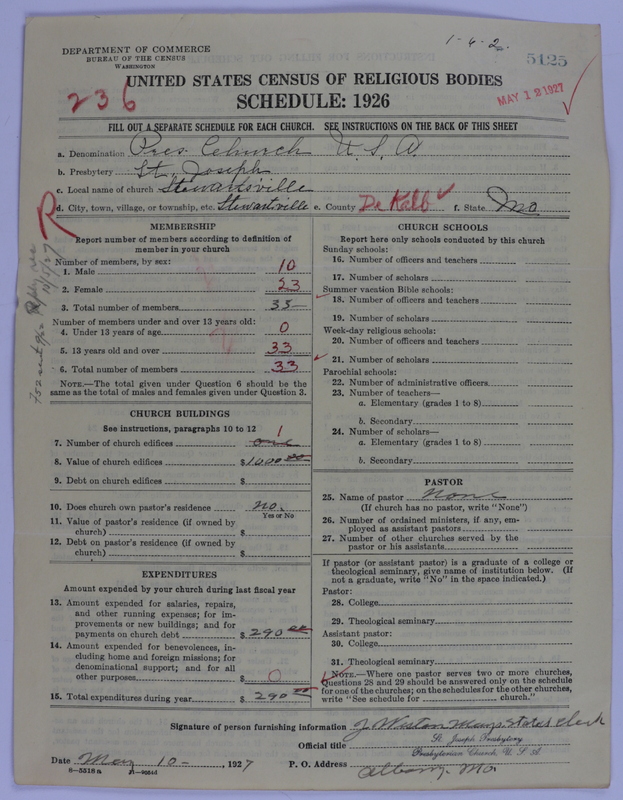 1-6-2
5125
DEPARTMENT OF COMMERCE
BUREAU OF THE CENSUS
WASHINGTON
236
MAY 12 1927
UNITED STATES CENSUS OF RELIGIOUS BODIES
SCHEDULE: 1926
FILL OUT A SEPARATE SCHEDULE FOR EACH CHURCH. SEE INSTRUCTIONS ON THE BACK OF THIS SHEET
a. Denomination Pres. Church U.S.A.
b. Presbytery St. Joseph
c. Local name of church Stewartsville
d. City, town, village, or township, etc. Stewartsville e. County De Kalb f. State Mo
R
MEMBERSHIP
Report number of members according to definition of
member in your church
Number of members, by sex:
1. Male 10
2. Female 23
3. Total number of members 33
Number of members under and over 13 years old:
4. Under 13 years of age 0
5. 13 years old and over 33
6. Total number of members 33
NOTE.—The total given under Question 6 should be the
same as the total of males and females given under Question 3.
CHURCH BUILDINGS
See instructions, paragraphs 10 to 12
7. Number of church edifices one 1
8. Value of church edifices $1000 00
9. Debt on church edifices $
10. Does church own pastor's residence no.
Yes or No
11. Value of pastor's residence (if owned by
church) $
12. Debt on pastor's residence (if owned by
church) $
EXPENDITURES
Amount expended by your church during last fiscal year
13. Amount expended for salaries, repairs,
and other running expenses; for im-
provements or new buildings; and for
payments on church debt $290 00
14. Amount expended for benevolences, in-
cluding home and foreign missions; for
denominational support; and for all
other purposes $ 0
15. Total expenditures during year $290 00
CHURCH SCHOOLS
Report here only schools conducted by this church
Sunday schools:
16. Number of officers and teachers
17. Number of scholars
Summer vacation Bible schools:
18. Number of officers and teachers
19. Number of scholars
Week-day religious schools:
20. Number of officers and teachers
21. Number of scholars
Parochial schools:
22. Number of administrative officers
23. Number of teachers—
a. Elementary (grades 1 to 8)
b. Secondary
24. Number of scholars—
a. Elementary (grades 1 to 8)
b. Secondary
PASTOR
25. Name of pastor None
(If church has no pastor, write "None")
26. Number of ordained ministers, if any, em-
ployed as assistant pastors
27. Number of other churches served by the
pastor or his assistants
If pastor (or assistant pastor) is a graduate of a college or
theological seminary, give name of institution below. (If
not a graduate, write "No" in the space indicated.)
Pastor:
28. College
29. Theological seminary
Assistant pastor:
30. College
31. Theological seminary
NOTE.—Where one pastor serves two or more churches,
Questions 28 and 29 should be answered only on the schedule
for one of the churches; on the schedules for the other churches,
write "See schedule for church."
Signature of person furnishing information J. Weston Mays Stated Clerk
Official title St. Joseph Presbytery
Presbyterian Church, U. S. A.
Date May 10 -, 1927 P. O. Address Albany, Mo.
8—5518 a